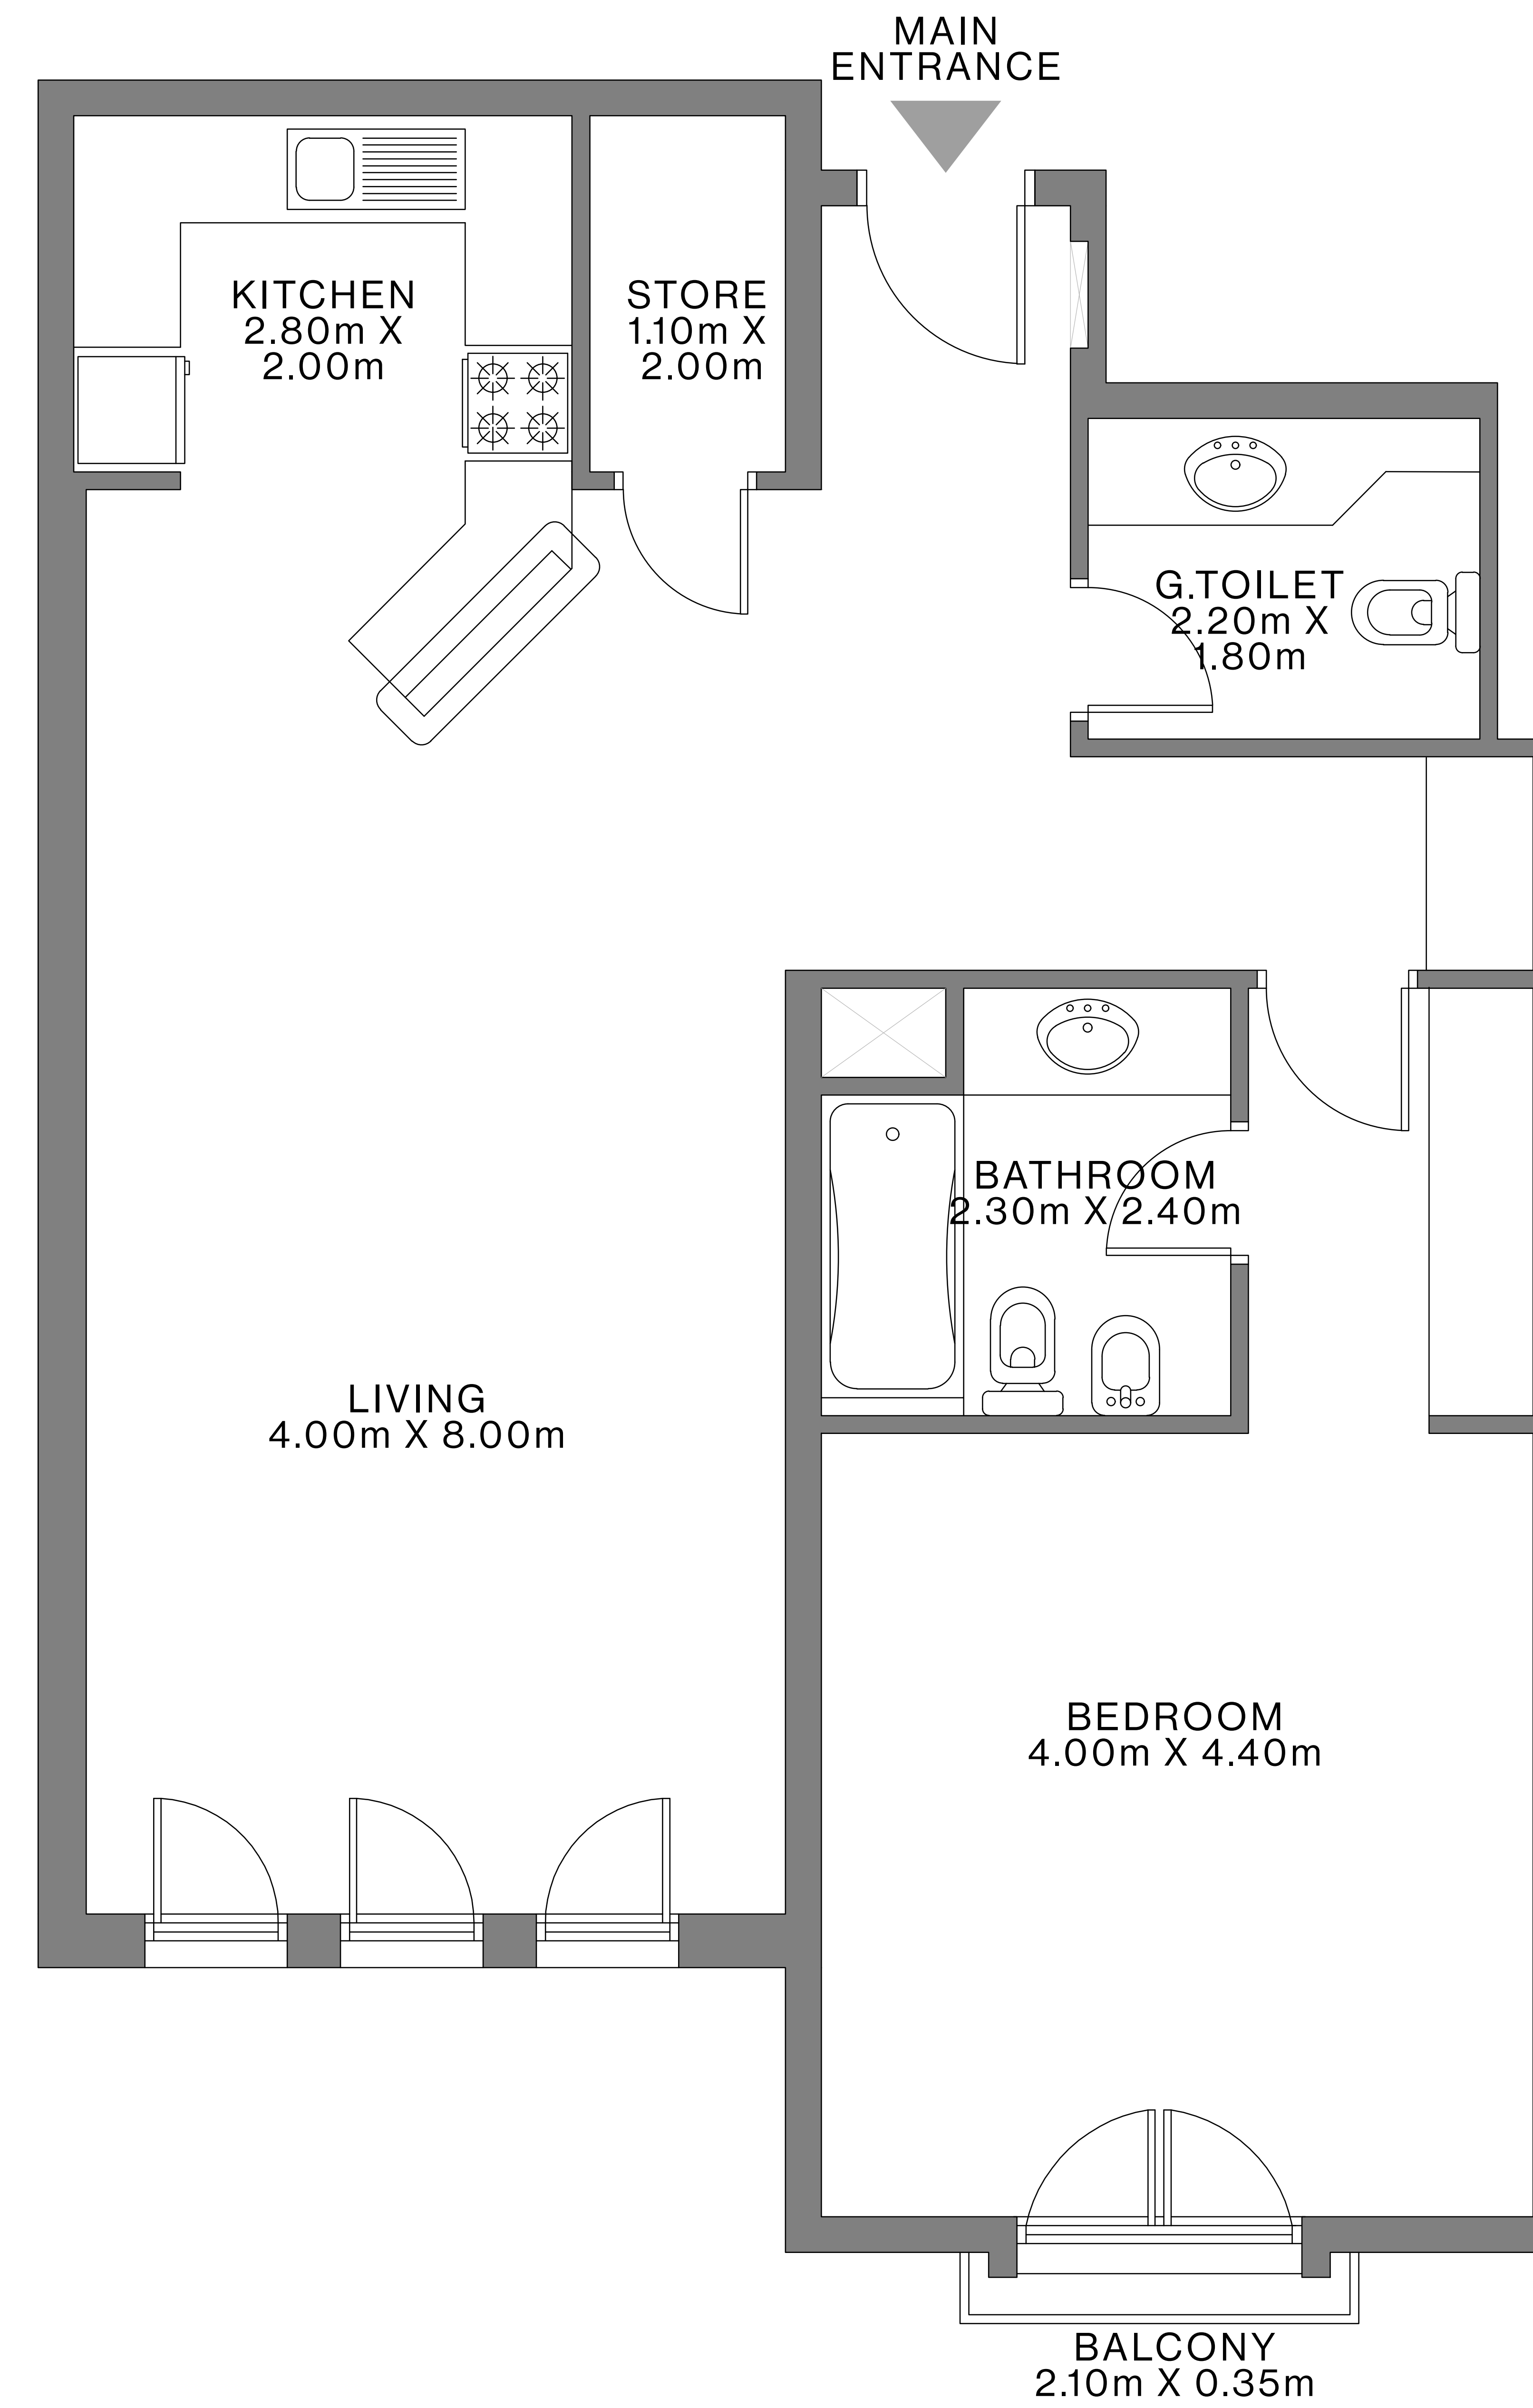 MAIN
ENTRANCE
KITCHEN
2.80m X
2.00m
STORE
1.10m X
2.00m
G.TOILET
2.20m X
1.80m
BATHROOM
2.30m X 2.40m
LIVING
4.00m X 8.00m
BEDROOM
4.00m X 4.40m
BALCONY
2.10m X 0.35m